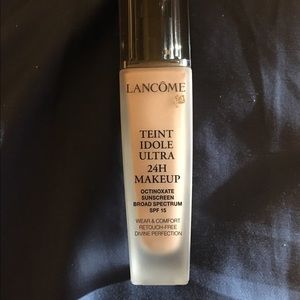 LANCÔME
TEINT
IDOLE
ULTRA
24H
MAKEUP
OCTINOXATE
SUNSCREEN
BROAD SPECTRUM
SPF 15
WEAR & COMFORT
RETOUCH-FREE
DIVINE PERFECTION